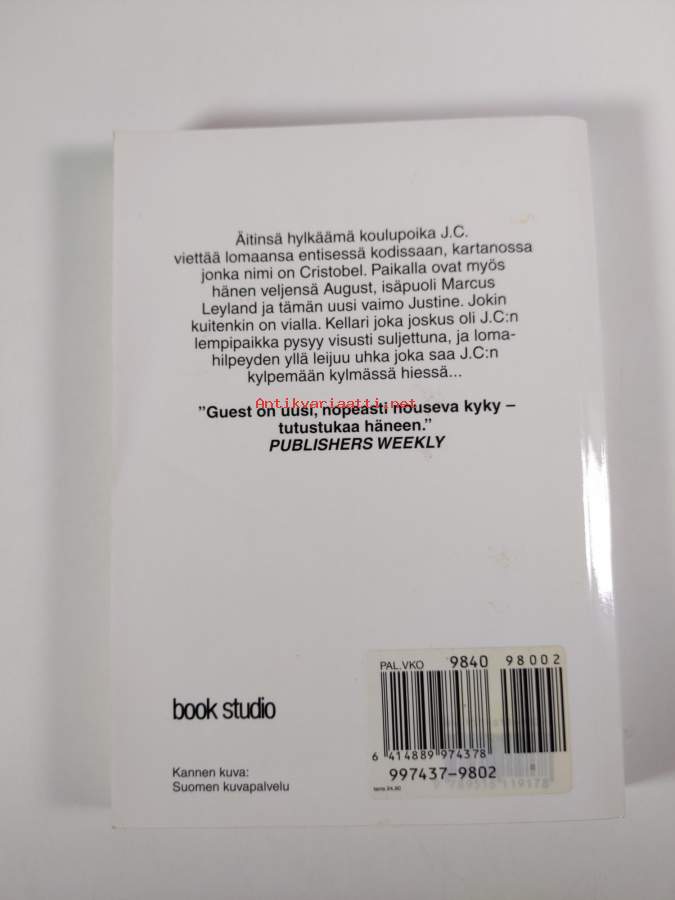 Äitinsä hylkäämä koulupoika J.C.
viettää lomaansa entisessä kodissaan, kartanossa
jonka nimi on Cristobel. Paikalla ovat myös
hänen veljensä August, isäpuoli Marcus
Leyland ja tämän uusi vaimo Justine. Jokin
kuitenkin on vialla. Kellari joka joskus oli J.C:n
lempipaikka pysyy visusti suljettuna, ja loma-
hilpeyden yllä leijuu uhka joka saa J.C:n
kylpemään kylmässä hiessä...
Antikvariaatti.net
”Guest on uusi, nopeasti nouseva kyky –
tutustukaa häneen.”
PUBLISHERS WEEKLY
PAL.VKO 9840 98002
book studio
6 414889 974378
997437-9802 8
Kannen kuva:
Suomen kuvapalvelu